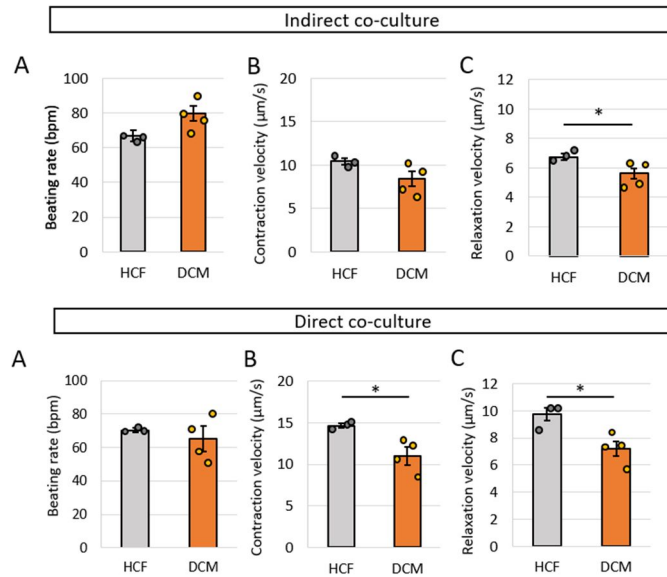 Indirect co-culture
A
Beating rate (bpm)
100
80
60
40
20
0
HCF DCM
B
Contraction velocity (μm/s)
20
15
10
5
0
HCF DCM
C
Relaxation velocity (μm/s)
12
10
8
6
4
2
0
*
HCF DCM
Direct co-culture
A
Beating rate (bpm)
100
80
60
40
20
0
HCF DCM
B
Contraction velocity (μm/s)
20
15
10
5
0
*
HCF DCM
C
Relaxation velocity (μm/s)
12
10
8
6
4
2
0
*
HCF DCM